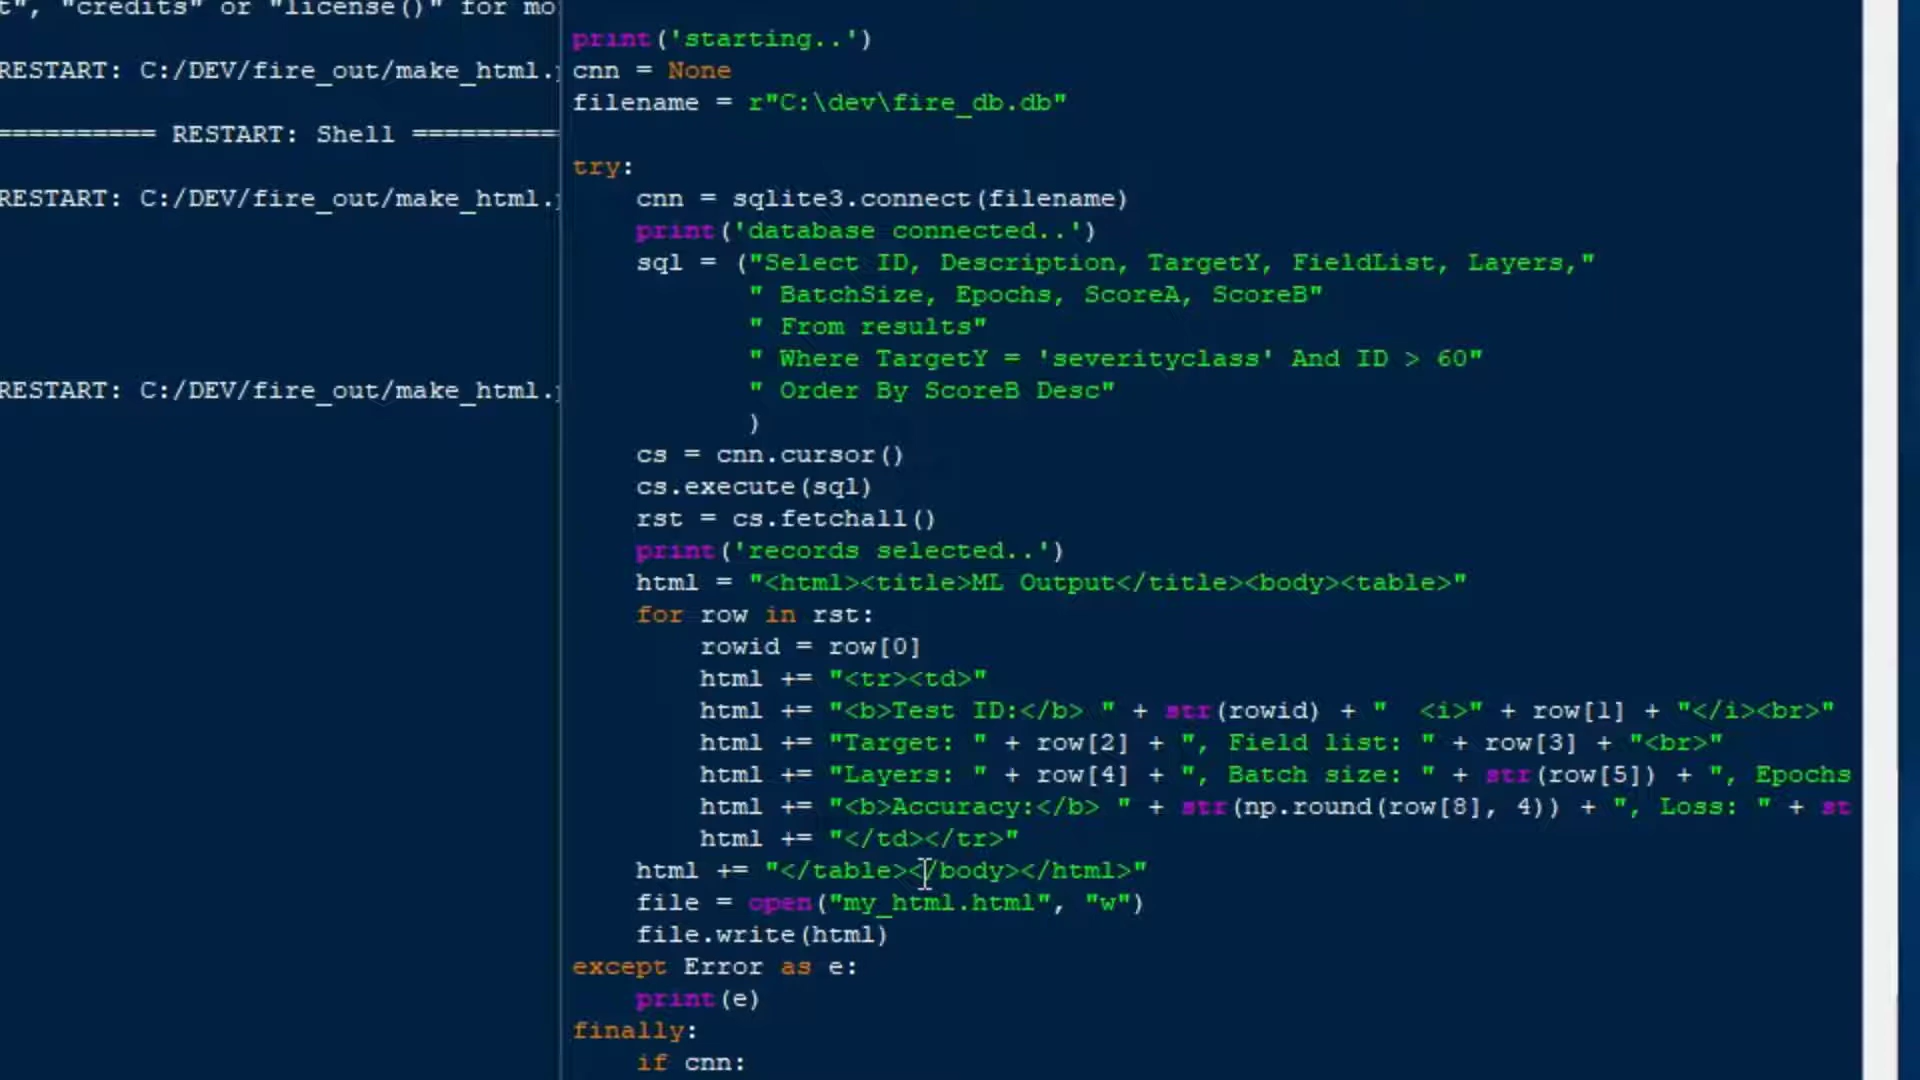 t", "credits" or "license()" for mo
RESTART: C:/DEV/fire_out/make_html.
========== RESTART: Shell =========
RESTART: C:/DEV/fire_out/make_html.
RESTART: C:/DEV/fire_out/make_html.
print('starting..')
cnn = None
filename = r"C:\dev\fire_db.db"
try:
    cnn = sqlite3.connect(filename)
    print('database connected..')
    sql = ("Select ID, Description, TargetY, FieldList, Layers,"
           " BatchSize, Epochs, ScoreA, ScoreB"
           " From results"
           " Where TargetY = 'severityclass' And ID > 60"
           " Order By ScoreB Desc"
           )
    cs = cnn.cursor()
    cs.execute(sql)
    rst = cs.fetchall()
    print('records selected..')
    html = "<html><title>ML Output</title><body><table>"
    for row in rst:
        rowid = row[0]
        html += "<tr><td>"
        html += "<b>Test ID:</b> " + str(rowid) + "  <i>" + row[1] + "</i><br>"
        html += "Target: " + row[2] + ", Field list: " + row[3] + "<br>"
        html += "Layers: " + row[4] + ", Batch size: " + str(row[5]) + ", Epochs
        html += "<b>Accuracy:</b> " + str(np.round(row[8], 4)) + ", Loss: " + st
        html += "</td></tr>"
    html += "</table></body></html>"
    file = open("my_html.html", "w")
    file.write(html)
except Error as e:
    print(e)
finally:
    if cnn: